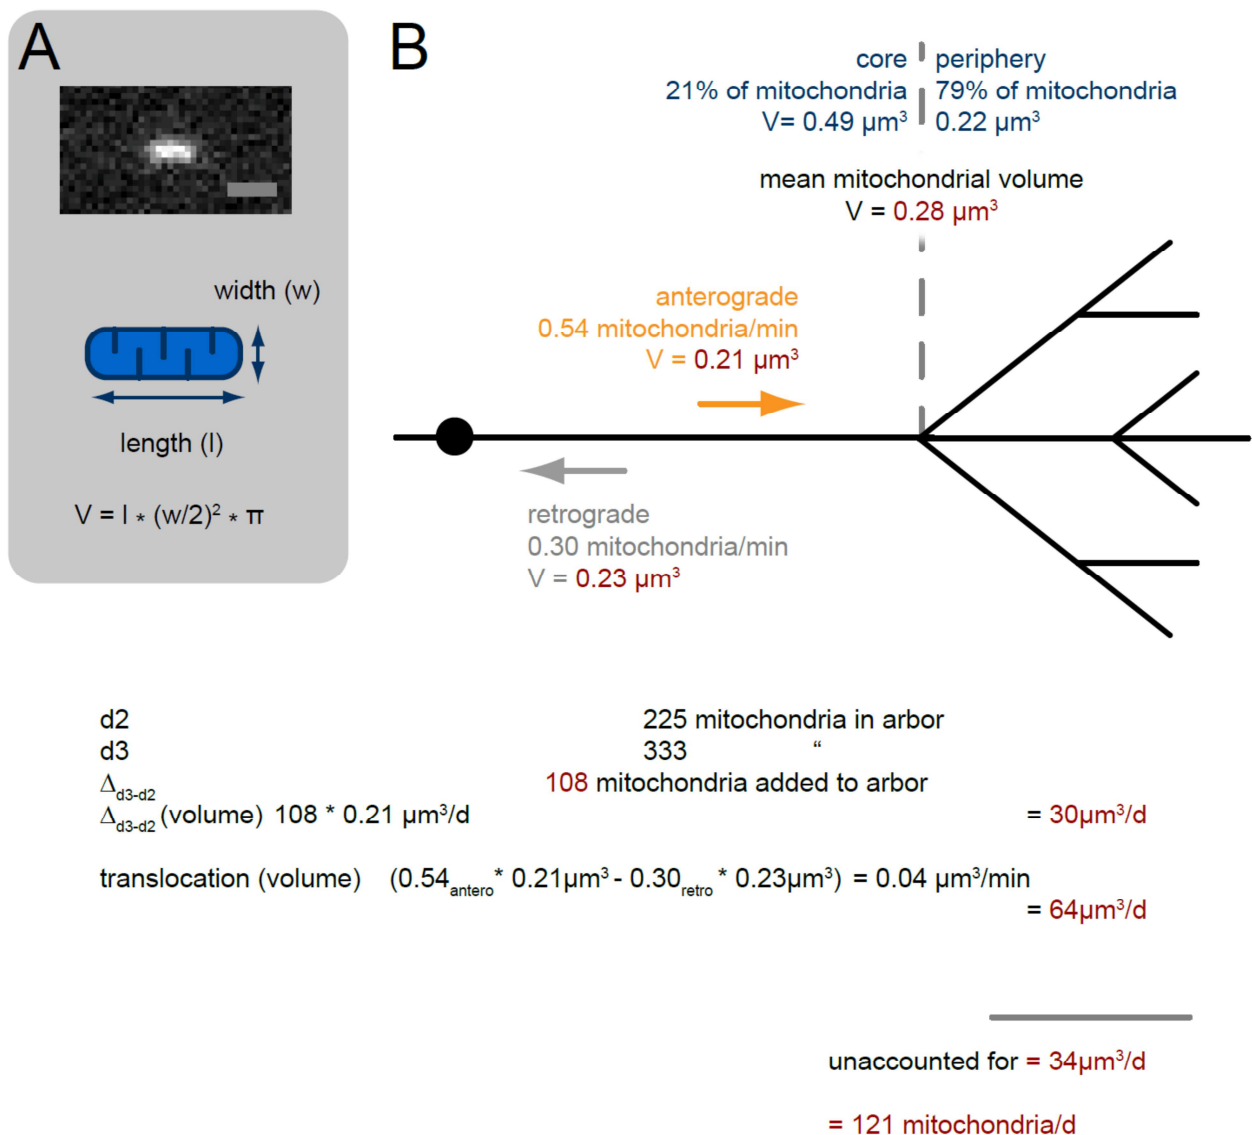 A
width (w)
length (l)
V = l * (w/2)² * π
B
core
21% of mitochondria
V= 0.49 µm³
periphery
79% of mitochondria
0.22 µm³
mean mitochondrial volume
V = 0.28 µm³
anterograde
0.54 mitochondria/min
V = 0.21 µm³
retrograde
0.30 mitochondria/min
V = 0.23 µm³
d2 225 mitochondria in arbor
d3 333 “
Δd3-d2 108 mitochondria added to arbor
Δd3-d2 (volume) 108 * 0.21 µm³/d = 30µm³/d
translocation (volume) (0.54antero* 0.21µm³ - 0.30retro * 0.23µm³) = 0.04 µm³/min
= 64µm³/d
unaccounted for = 34µm³/d
= 121 mitochondria/d